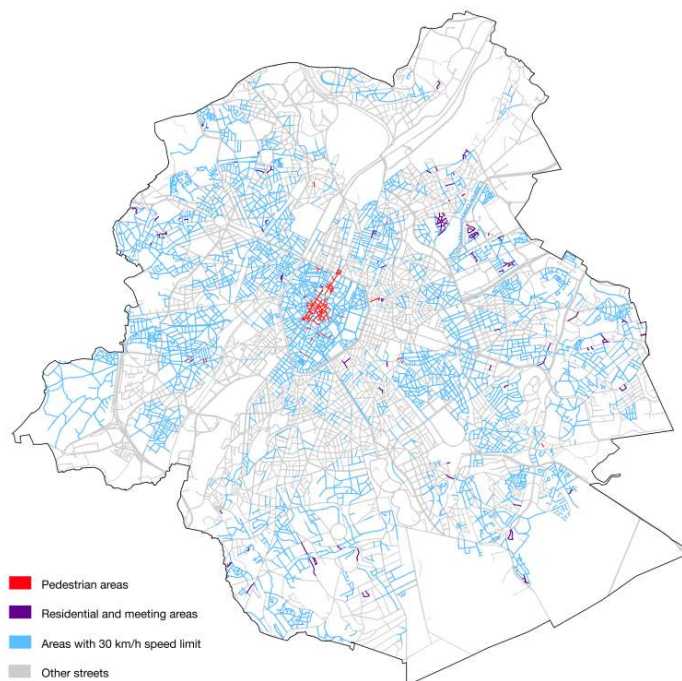 Pedestrian areas
Residential and meeting areas
Areas with 30 km/h speed limit
Other streets